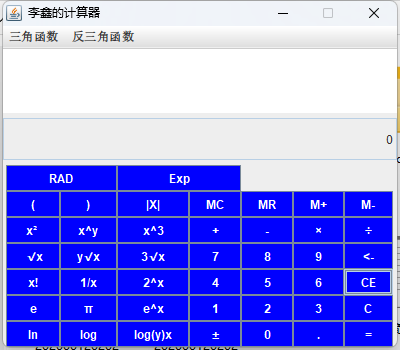 李鑫的计算器
三角函数 反三角函数
0
RAD Exp
( ) |X| MC MR M+ M-
x² x^y x^3 + - × ÷
√x y√x 3√x 7 8 9 <-
x! 1/x 2^x 4 5 6 CE
e π e^x 1 2 3 C
ln log log(y)x ± 0 . =